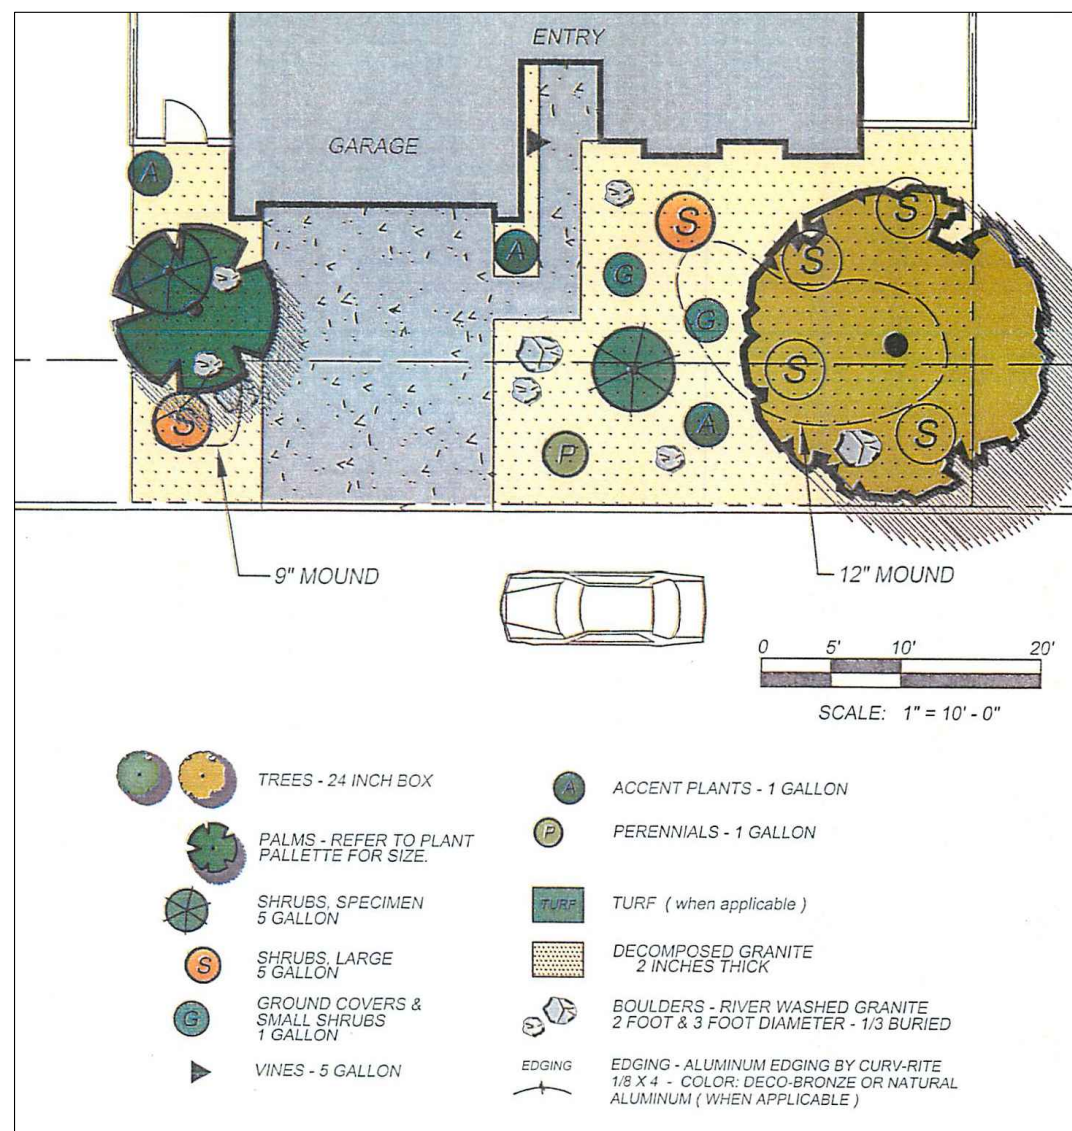 ENTRY
GARAGE
A
S
S
A
S
G
G
S
A
S
S
P
9" MOUND
12" MOUND
0 5' 10' 20'
SCALE: 1" = 10' - 0"
TREES - 24 INCH BOX
PALMS - REFER TO PLANT
PALLETTE FOR SIZE.
SHRUBS, SPECIMEN
5 GALLON
S
SHRUBS, LARGE
5 GALLON
G
GROUND COVERS &
SMALL SHRUBS
1 GALLON
VINES - 5 GALLON
A
ACCENT PLANTS - 1 GALLON
P
PERENNIALS - 1 GALLON
TURF
TURF ( when applicable )
DECOMPOSED GRANITE
2 INCHES THICK
BOULDERS - RIVER WASHED GRANITE
2 FOOT & 3 FOOT DIAMETER - 1/3 BURIED
EDGING
EDGING - ALUMINUM EDGING BY CURV-RITE
1/8 X 4 - COLOR: DECO-BRONZE OR NATURAL
ALUMINUM ( WHEN APPLICABLE )